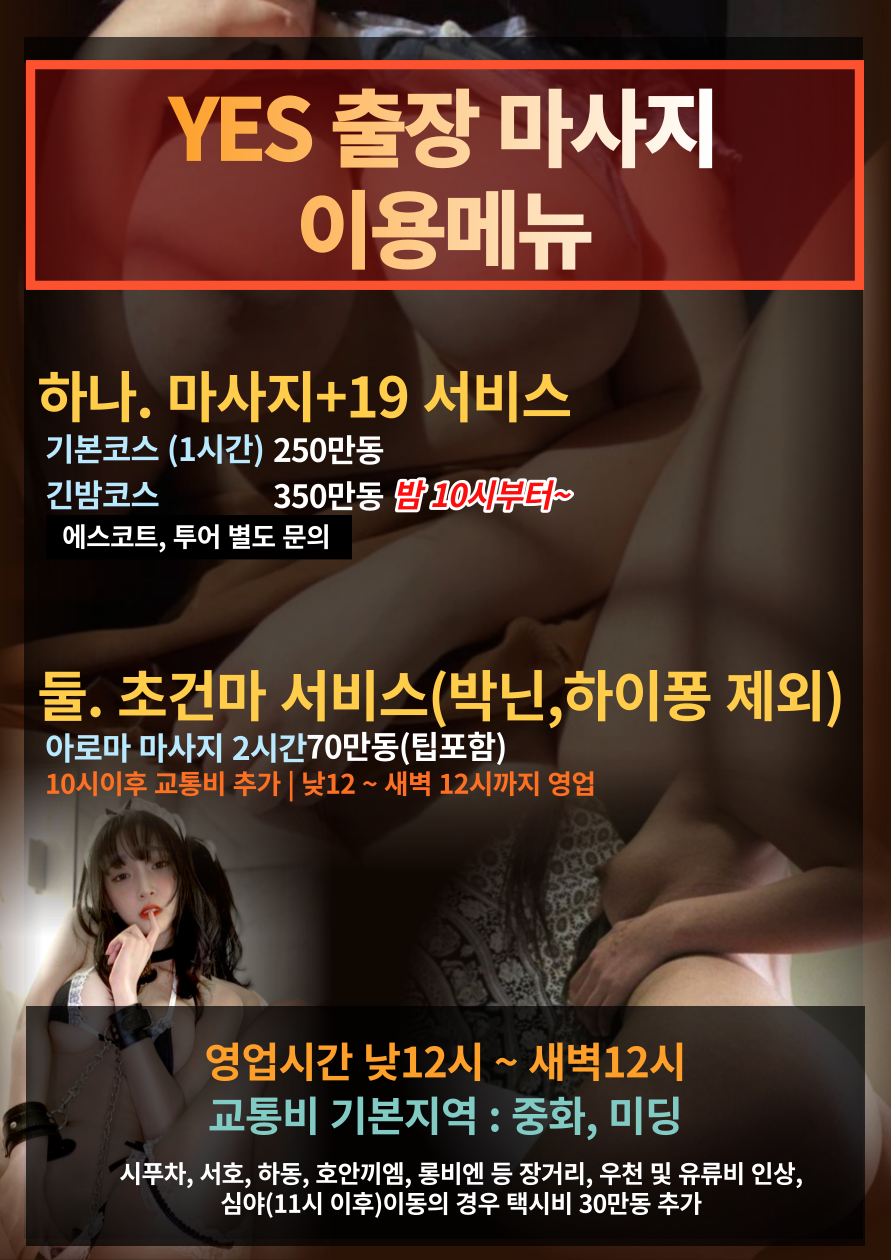 YES 출장 마사지
이용메뉴
하나. 마사지+19 서비스
기본코스 (1시간) 250만동
긴밤코스 350만동 밤 10시부터~
에스코트, 투어 별도 문의
둘. 초건마 서비스(박닌,하이퐁 제외)
아로마 마사지 2시간70만동(팁포함)
10시이후 교통비 추가 | 낮12 ~ 새벽 12시까지 영업
영업시간 낮12시 ~ 새벽12시
교통비 기본지역 : 중화, 미딩
시푸차, 서호, 하동, 호안끼엠, 롱비엔 등 장거리, 우천 및 유류비 인상,
심야(11시 이후)이동의 경우 택시비 30만동 추가